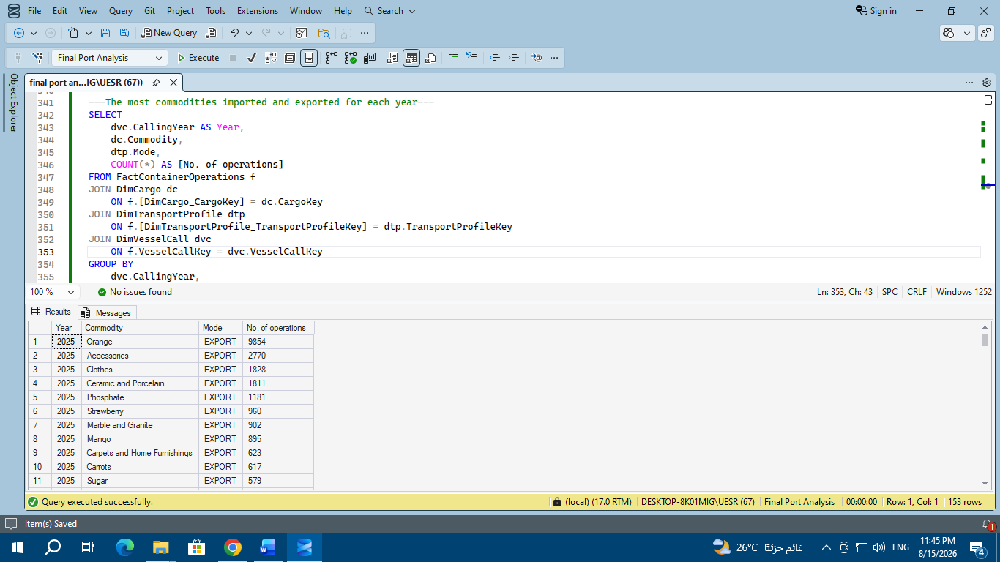 File Edit View Query Git Project Tools Extensions Window Help Search Sign in
New Query
Final Port Analysis Execute
Object Explorer
final port an...IG\UESR (67))
341 ---The most commodities imported and exported for each year---
342 SELECT
343 dvc.CallingYear AS Year,
344 dc.Commodity,
345 dtp.Mode,
346 COUNT(*) AS [No. of operations]
347 FROM FactContainerOperations f
348 JOIN DimCargo dc
349 ON f.[DimCargo_CargoKey] = dc.CargoKey
350 JOIN DimTransportProfile dtp
351 ON f.[DimTransportProfile_TransportProfileKey] = dtp.TransportProfileKey
352 JOIN DimVesselCall dvc
353 ON f.VesselCallKey = dvc.VesselCallKey
354 GROUP BY
355 dvc.CallingYear,
100 % No issues found Ln: 353, Ch: 43 SPC CRLF Windows 1252
Results Messages
Year Commodity Mode No. of operations
1 2025 Orange EXPORT 9854
2 2025 Accessories EXPORT 2770
3 2025 Clothes EXPORT 1828
4 2025 Ceramic and Porcelain EXPORT 1811
5 2025 Phosphate EXPORT 1181
6 2025 Strawberry EXPORT 960
7 2025 Marble and Granite EXPORT 902
8 2025 Mango EXPORT 895
9 2025 Carpets and Home Furnishings EXPORT 623
10 2025 Carrots EXPORT 617
11 2025 Sugar EXPORT 579
Query executed successfully. (local) (17.0 RTM) DESKTOP-8K01MIG\UESR (67) Final Port Analysis 00:00:00 Row: 1, Col: 1 153 rows
Item(s) Saved 1
26°C غائم جزئيًا ENG 11:45 PM
8/15/2026 4